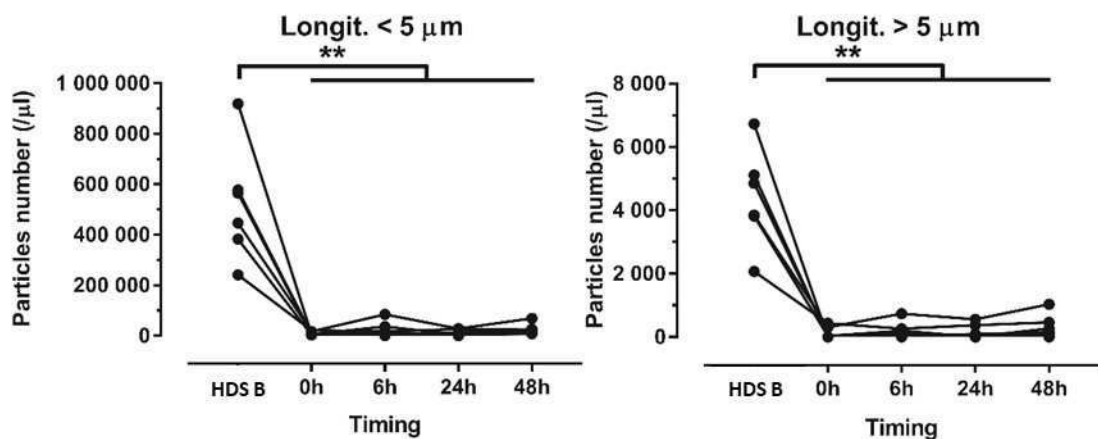 Longit. < 5 μm
**
Particles number (/μl)
1 000 000
800 000
600 000
400 000
200 000
0
HDS B 0h 6h 24h 48h
Timing
Longit. > 5 μm
**
Particles number (/μl)
8 000
6 000
4 000
2 000
0
HDS B 0h 6h 24h 48h
Timing